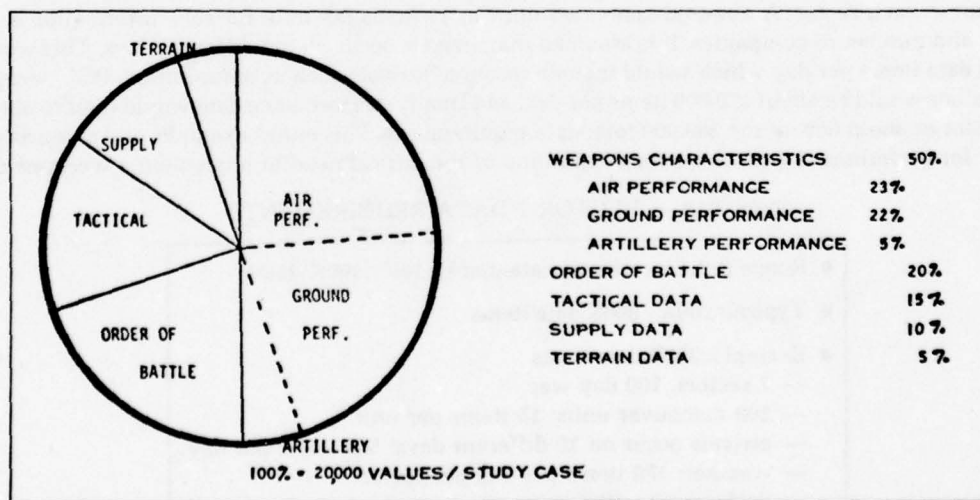 TERRAIN
SUPPLY
TACTICAL
AIR
PERF.
GROUND
PERF.
ORDER OF
BATTLE
ARTILLERY
WEAPONS CHARACTERISTICS 50%
AIR PERFORMANCE 23%
GROUND PERFORMANCE 22%
ARTILLERY PERFORMANCE 5%
ORDER OF BATTLE 20%
TACTICAL DATA 15%
SUPPLY DATA 10%
TERRAIN DATA 5%
100% = 20,000 VALUES/STUDY CASE